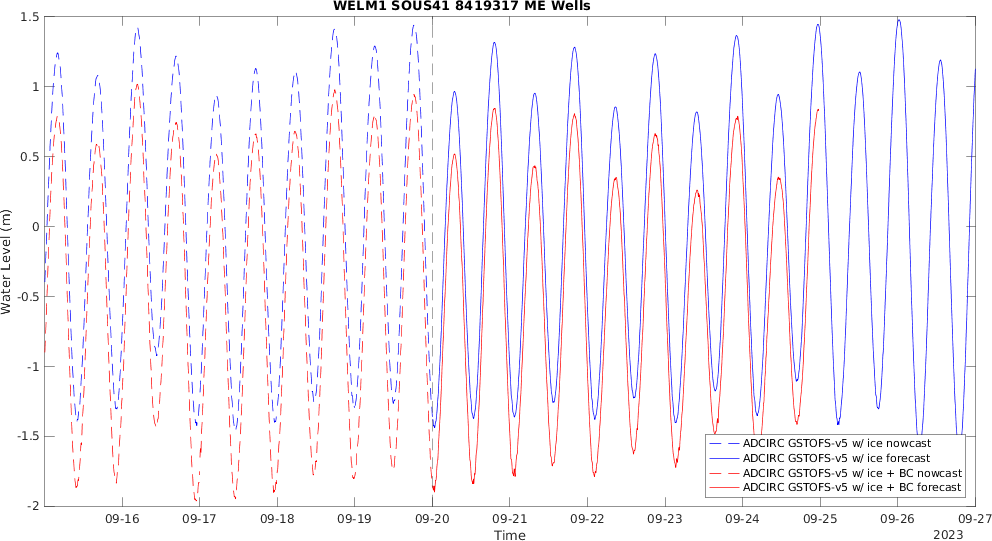 WELM1 SOUS41 8419317 ME Wells
1.5
1
0.5
0
-0.5
-1
-1.5
-2
Water Level (m)
09-16 09-17 09-18 09-19 09-20 09-21 09-22 09-23 09-24 09-25 09-26 09-27
Time
2023
ADCIRC GSTOFS-v5 w/ ice nowcast
ADCIRC GSTOFS-v5 w/ ice forecast
ADCIRC GSTOFS-v5 w/ ice + BC nowcast
ADCIRC GSTOFS-v5 w/ ice + BC forecast